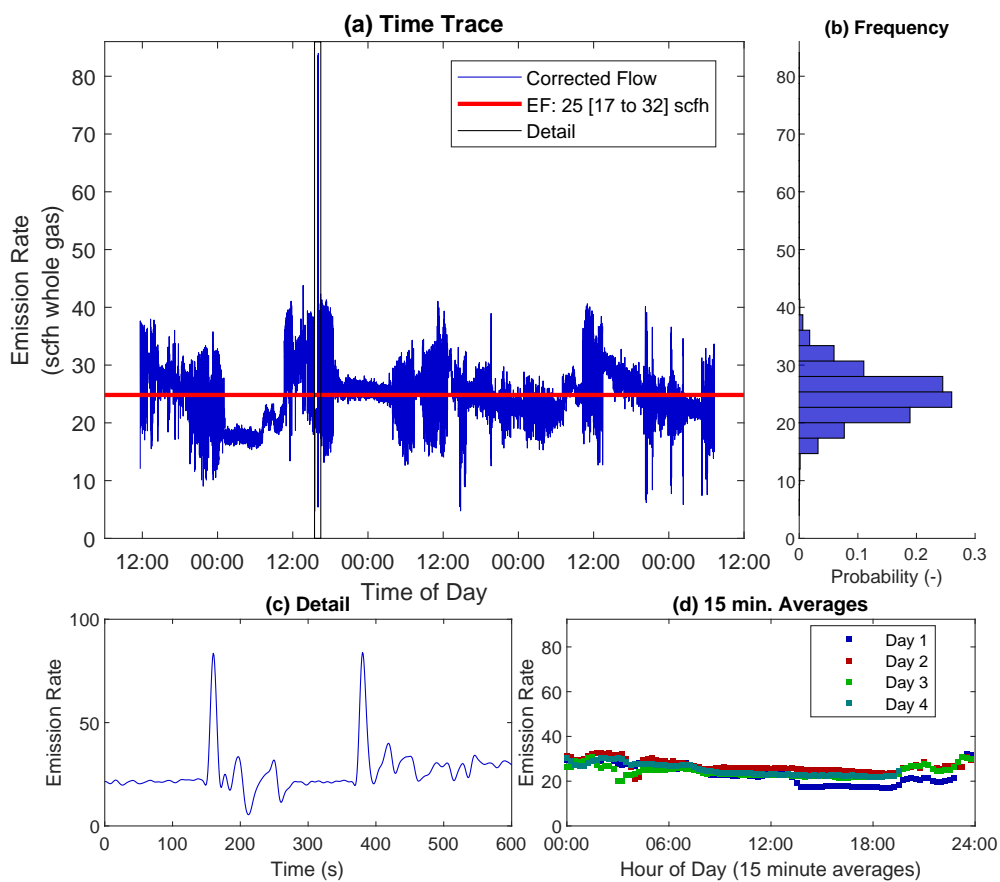 (a) Time Trace
Emission Rate
(scfh whole gas)
80
70
60
50
40
30
20
10
0
Corrected Flow
EF: 25 [17 to 32] scfh
Detail
12:00 00:00 12:00 00:00 12:00 00:00 12:00 00:00 12:00
Time of Day
(b) Frequency
80
70
60
50
40
30
20
10
0
0 0.1 0.2 0.3
Probability (-)
(c) Detail
Emission Rate
100
50
0
0 100 200 300 400 500 600
Time (s)
(d) 15 min. Averages
Emission Rate
80
60
40
20
0
Day 1
Day 2
Day 3
Day 4
00:00 06:00 12:00 18:00 24:00
Hour of Day (15 minute averages)